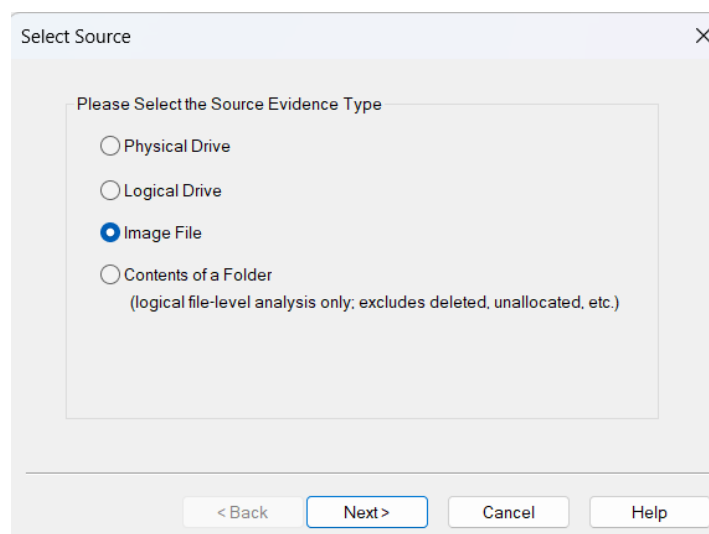 Select Source
Please Select the Source Evidence Type
Physical Drive
Logical Drive
Image File
Contents of a Folder
(logical file-level analysis only; excludes deleted, unallocated, etc.)
< Back Next > Cancel Help